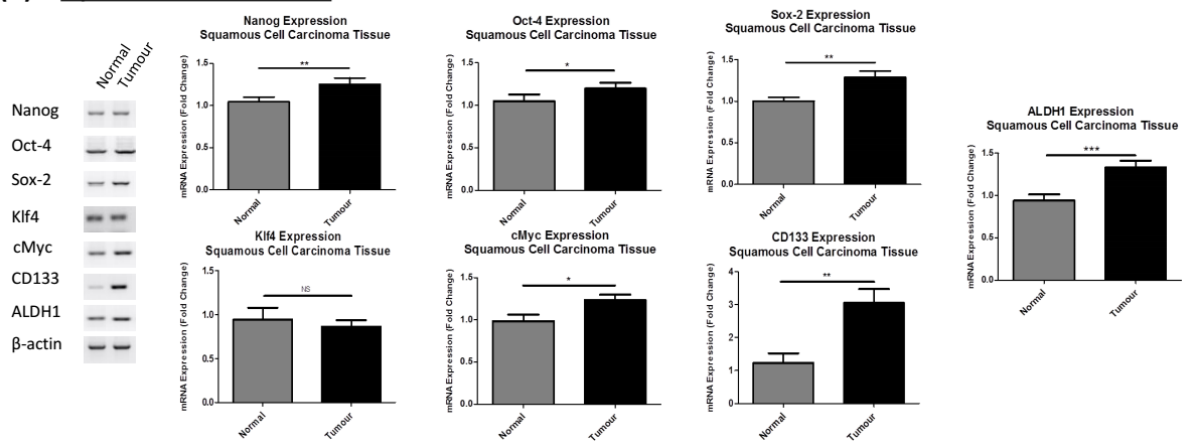 Normal
Tumour
Nanog
Oct-4
Sox-2
Klf4
cMyc
CD133
ALDH1
β-actin
Nanog Expression
Squamous Cell Carcinoma Tissue
mRNA Expression (Fold Change)
1.5
1.0
0.5
0.0
**
Normal
Tumour
Oct-4 Expression
Squamous Cell Carcinoma Tissue
mRNA Expression (Fold Change)
1.5
1.0
0.5
0.0
*
Normal
Tumour
Sox-2 Expression
Squamous Cell Carcinoma Tissue
mRNA Expression (Fold Change)
1.5
1.0
0.5
0.0
**
Normal
Tumour
ALDH1 Expression
Squamous Cell Carcinoma Tissue
mRNA Expression (Fold Change)
1.5
1.0
0.5
0.0
***
Normal
Tumour
Klf4 Expression
Squamous Cell Carcinoma Tissue
mRNA Expression (Fold Change)
1.5
1.0
0.5
0.0
NS
Normal
Tumour
cMyc Expression
Squamous Cell Carcinoma Tissue
mRNA Expression (Fold Change)
1.5
1.0
0.5
0.0
*
Normal
Tumour
CD133 Expression
Squamous Cell Carcinoma Tissue
mRNA Expression (Fold Change)
4
3
2
1
0
**
Normal
Tumour